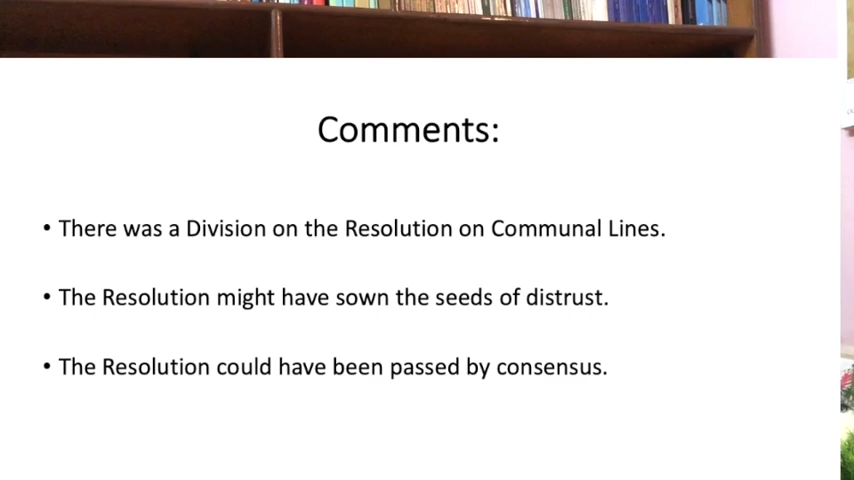 Comments:
• There was a Division on the Resolution on Communal Lines.
• The Resolution might have sown the seeds of distrust.
• The Resolution could have been passed by consensus.